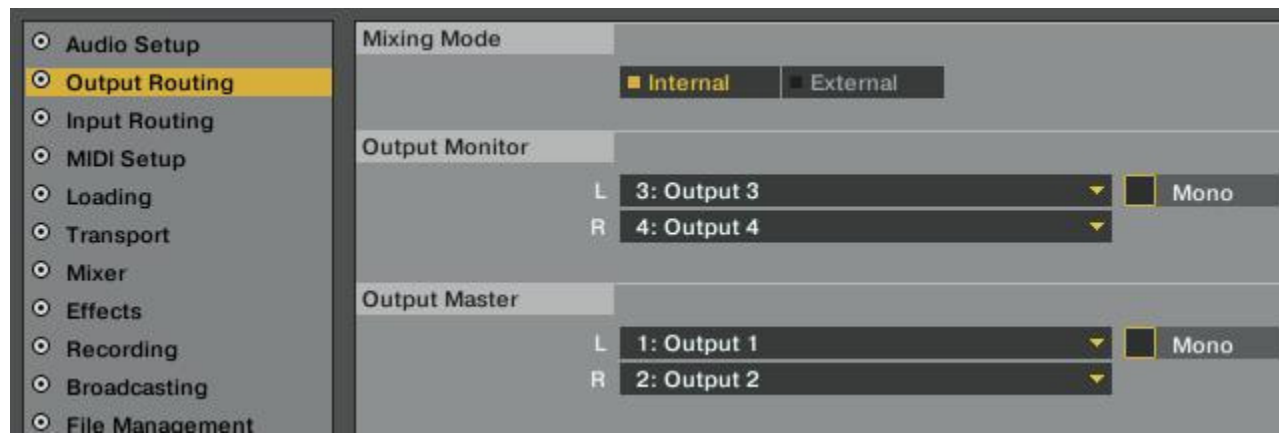 Audio Setup
Output Routing
Input Routing
MIDI Setup
Loading
Transport
Mixer
Effects
Recording
Broadcasting
File Management
Mixing Mode
Internal External
Output Monitor
L 3: Output 3 Mono
R 4: Output 4
Output Master
L 1: Output 1 Mono
R 2: Output 2